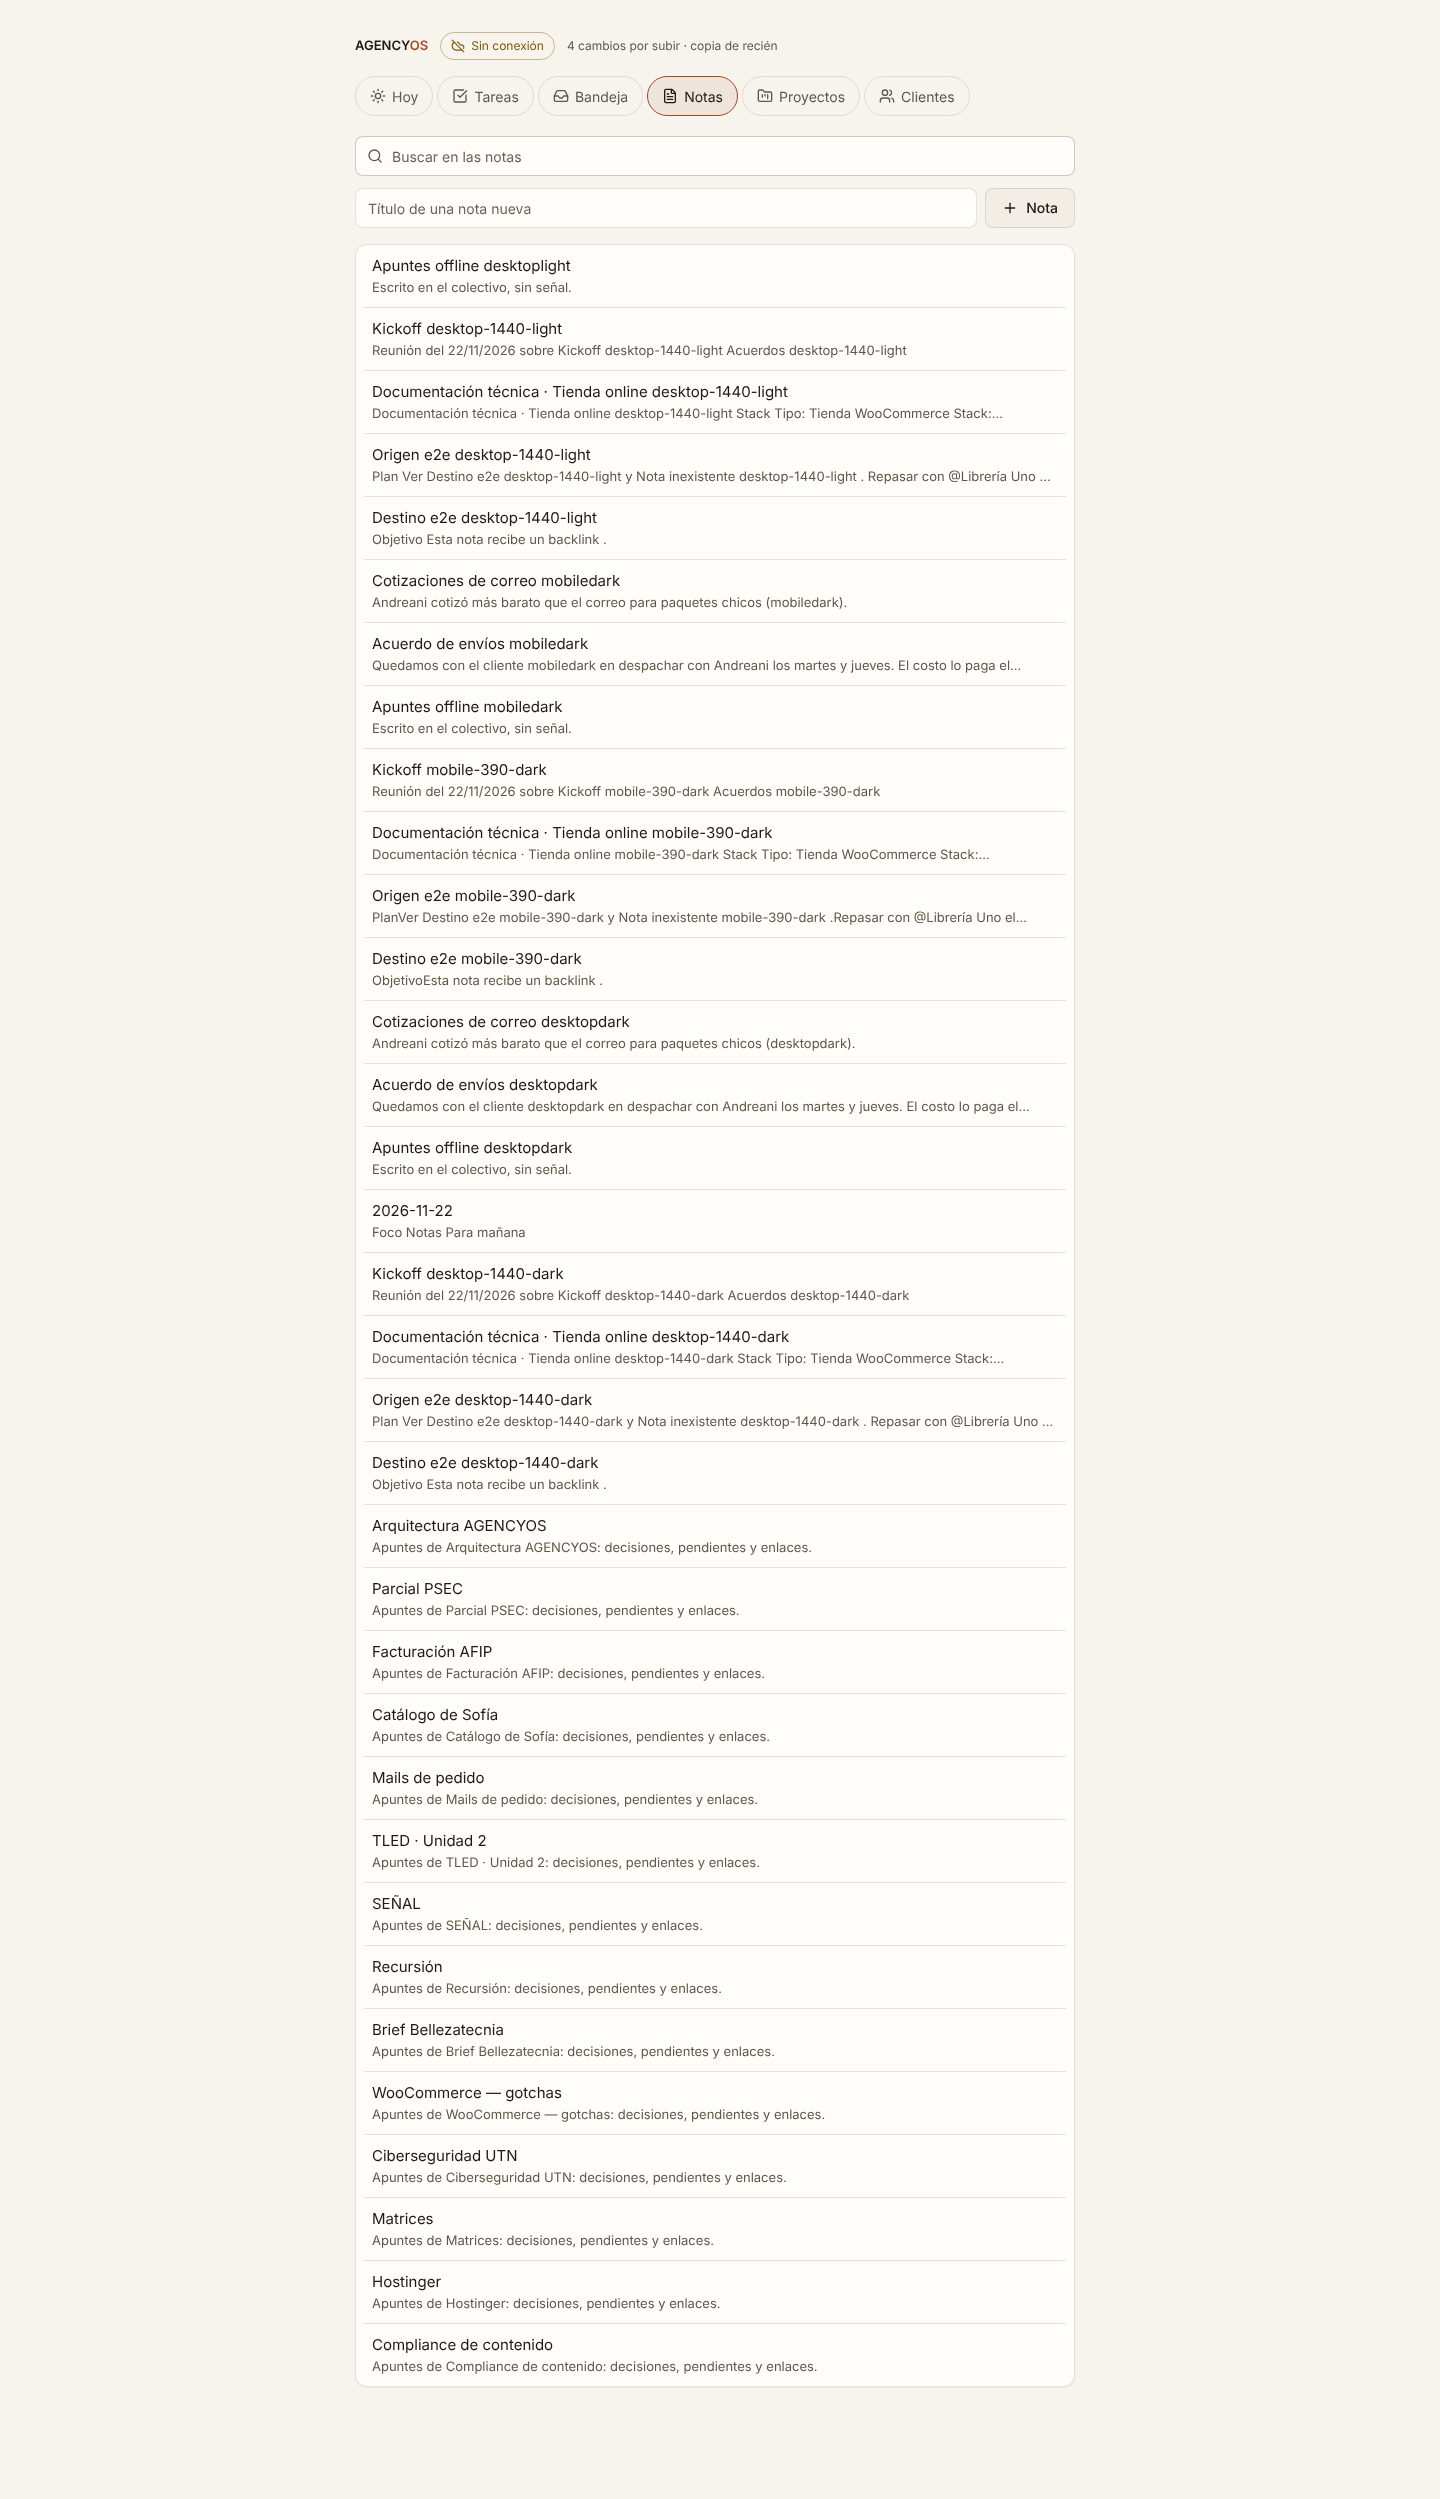 AGENCYOS Sin conexión 4 cambios por subir · copia de recién
Hoy Tareas Bandeja Notas Proyectos Clientes
Buscar en las notas
Título de una nota nueva + Nota
Apuntes offline desktoplight
Escrito en el colectivo, sin señal.
Kickoff desktop-1440-light
Reunión del 22/11/2026 sobre Kickoff desktop-1440-light Acuerdos desktop-1440-light
Documentación técnica · Tienda online desktop-1440-light
Documentación técnica · Tienda online desktop-1440-light Stack Tipo: Tienda WooCommerce Stack:...
Origen e2e desktop-1440-light
Plan Ver Destino e2e desktop-1440-light y Nota inexistente desktop-1440-light . Repasar con @Librería Uno ...
Destino e2e desktop-1440-light
Objetivo Esta nota recibe un backlink .
Cotizaciones de correo mobiledark
Andreani cotizó más barato que el correo para paquetes chicos (mobiledark).
Acuerdo de envíos mobiledark
Quedamos con el cliente mobiledark en despachar con Andreani los martes y jueves. El costo lo paga el...
Apuntes offline mobiledark
Escrito en el colectivo, sin señal.
Kickoff mobile-390-dark
Reunión del 22/11/2026 sobre Kickoff mobile-390-dark Acuerdos mobile-390-dark
Documentación técnica · Tienda online mobile-390-dark
Documentación técnica · Tienda online mobile-390-dark Stack Tipo: Tienda WooCommerce Stack:...
Origen e2e mobile-390-dark
PlanVer Destino e2e mobile-390-dark y Nota inexistente mobile-390-dark .Repasar con @Librería Uno el...
Destino e2e mobile-390-dark
ObjetivoEsta nota recibe un backlink .
Cotizaciones de correo desktopdark
Andreani cotizó más barato que el correo para paquetes chicos (desktopdark).
Acuerdo de envíos desktopdark
Quedamos con el cliente desktopdark en despachar con Andreani los martes y jueves. El costo lo paga el...
Apuntes offline desktopdark
Escrito en el colectivo, sin señal.
2026-11-22
Foco Notas Para mañana
Kickoff desktop-1440-dark
Reunión del 22/11/2026 sobre Kickoff desktop-1440-dark Acuerdos desktop-1440-dark
Documentación técnica · Tienda online desktop-1440-dark
Documentación técnica · Tienda online desktop-1440-dark Stack Tipo: Tienda WooCommerce Stack:...
Origen e2e desktop-1440-dark
Plan Ver Destino e2e desktop-1440-dark y Nota inexistente desktop-1440-dark . Repasar con @Librería Uno ...
Destino e2e desktop-1440-dark
Objetivo Esta nota recibe un backlink .
Arquitectura AGENCYOS
Apuntes de Arquitectura AGENCYOS: decisiones, pendientes y enlaces.
Parcial PSEC
Apuntes de Parcial PSEC: decisiones, pendientes y enlaces.
Facturación AFIP
Apuntes de Facturación AFIP: decisiones, pendientes y enlaces.
Catálogo de Sofía
Apuntes de Catálogo de Sofía: decisiones, pendientes y enlaces.
Mails de pedido
Apuntes de Mails de pedido: decisiones, pendientes y enlaces.
TLED · Unidad 2
Apuntes de TLED · Unidad 2: decisiones, pendientes y enlaces.
SEÑAL
Apuntes de SEÑAL: decisiones, pendientes y enlaces.
Recursión
Apuntes de Recursión: decisiones, pendientes y enlaces.
Brief Bellezatecnia
Apuntes de Brief Bellezatecnia: decisiones, pendientes y enlaces.
WooCommerce — gotchas
Apuntes de WooCommerce — gotchas: decisiones, pendientes y enlaces.
Ciberseguridad UTN
Apuntes de Ciberseguridad UTN: decisiones, pendientes y enlaces.
Matrices
Apuntes de Matrices: decisiones, pendientes y enlaces.
Hostinger
Apuntes de Hostinger: decisiones, pendientes y enlaces.
Compliance de contenido
Apuntes de Compliance de contenido: decisiones, pendientes y enlaces.